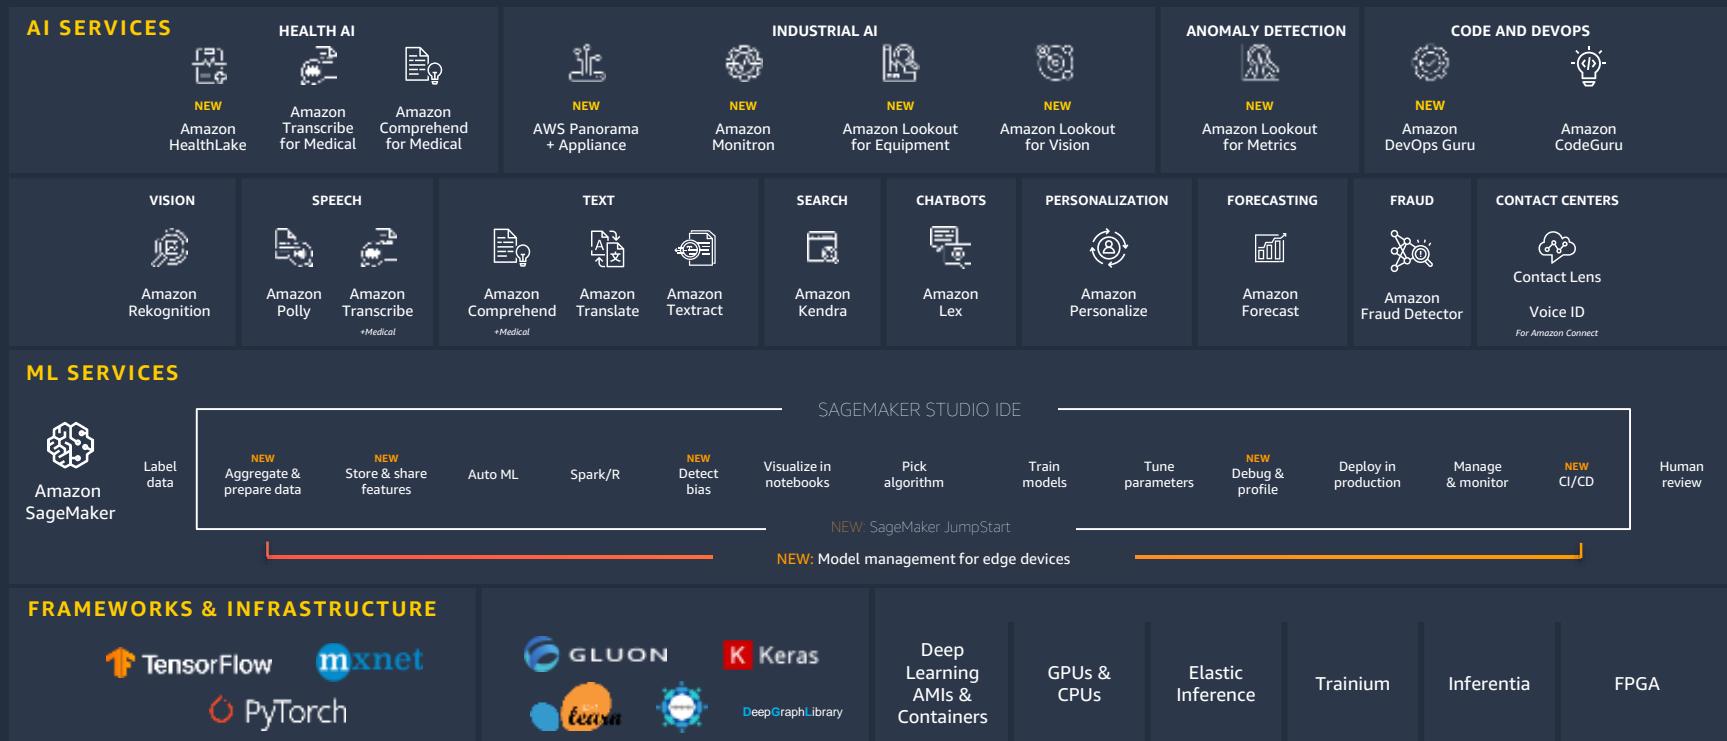 AI SERVICES
HEALTH AI
INDUSTRIAL AI
ANOMALY DETECTION
CODE AND DEVOPS
NEW
Amazon
HealthLake
Amazon
Transcribe
for Medical
Amazon
Comprehend
for Medical
NEW
AWS Panorama
+ Appliance
NEW
Amazon
Monitron
NEW
Amazon Lookout
for Equipment
NEW
Amazon Lookout
for Vision
NEW
Amazon Lookout
for Metrics
NEW
Amazon
DevOps Guru
Amazon
CodeGuru
VISION
Amazon
Rekognition
SPEECH
Amazon
Polly
Amazon
Transcribe
+Medical
TEXT
Amazon
Comprehend
+Medical
Amazon
Translate
Amazon
Textract
SEARCH
Amazon
Kendra
CHATBOTS
Amazon
Lex
PERSONALIZATION
Amazon
Personalize
FORECASTING
Amazon
Forecast
FRAUD
Amazon
Fraud Detector
CONTACT CENTERS
Contact Lens
Voice ID
For Amazon Connect
ML SERVICES
Amazon
SageMaker
SAGEMAKER STUDIO IDE
Label
data
NEW
Aggregate &
prepare data
NEW
Store & share
features
Auto ML
Spark/R
NEW
Detect
bias
Visualize in
notebooks
Pick
algorithm
Train
models
Tune
parameters
NEW
Debug &
profile
Deploy in
production
Manage
& monitor
NEW
CI/CD
Human
review
NEW: SageMaker JumpStart
NEW: Model management for edge devices
FRAMEWORKS & INFRASTRUCTURE
TensorFlow
mxnet
PyTorch
GLUON
K Keras
learn
DeepGraphLibrary
Deep
Learning
AMIs &
Containers
GPUs &
CPUs
Elastic
Inference
Trainium
Inferentia
FPGA